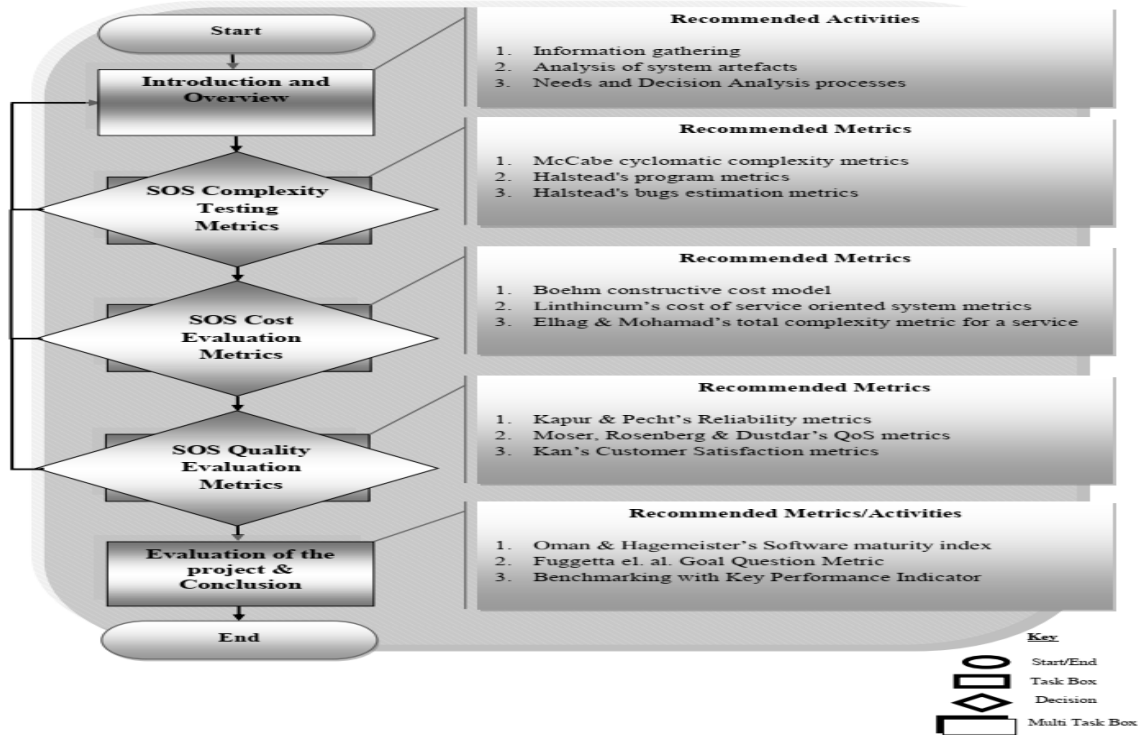 Start
Recommended Activities
1. Information gathering
2. Analysis of system artefacts
3. Needs and Decision Analysis processes
Introduction and
Overview
Recommended Metrics
1. McCabe cyclomatic complexity metrics
2. Halstead's program metrics
3. Halstead's bugs estimation metrics
SOS Complexity
Testing
Metrics
Recommended Metrics
1. Boehm constructive cost model
2. Linthincum's cost of service oriented system metrics
3. Elhag & Mohamad's total complexity metric for a service
SOS Cost
Evaluation
Metrics
Recommended Metrics
1. Kapur & Pecht's Reliability metrics
2. Moser, Rosenberg & Dustdar's QoS metrics
3. Kan's Customer Satisfaction metrics
SOS Quality
Evaluation
Metrics
Recommended Metrics/Activities
1. Oman & Hagemeister's Software maturity index
2. Fuggetta el. al. Goal Question Metric
3. Benchmarking with Key Performance Indicator
Evaluation of the
project &
Conclusion
End
Key
Start/End
Task Box
Decision
Multi Task Box